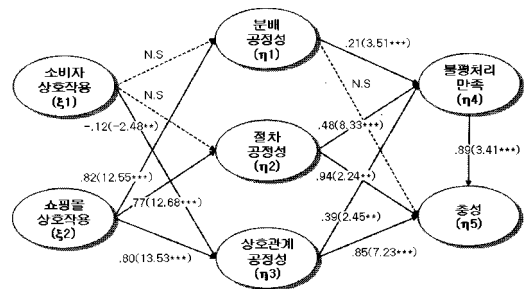 분배
공정성
(η1)
소비자
상호작용
(ξ1)
쇼핑몰
상호작용
(ξ2)
절차
공정성
(η2)
상호관계
공정성
(η3)
불평처리
만족
(η4)
충성
(η5)
N.S
N.S
-.12(-2.48**)
.82(12.55***)
.77(12.68***)
.80(13.53***)
.21(3.51***)
N.S
.48(8.33***)
.94(2.24**)
.39(2.45**)
.85(7.23***)
.89(3.41***)